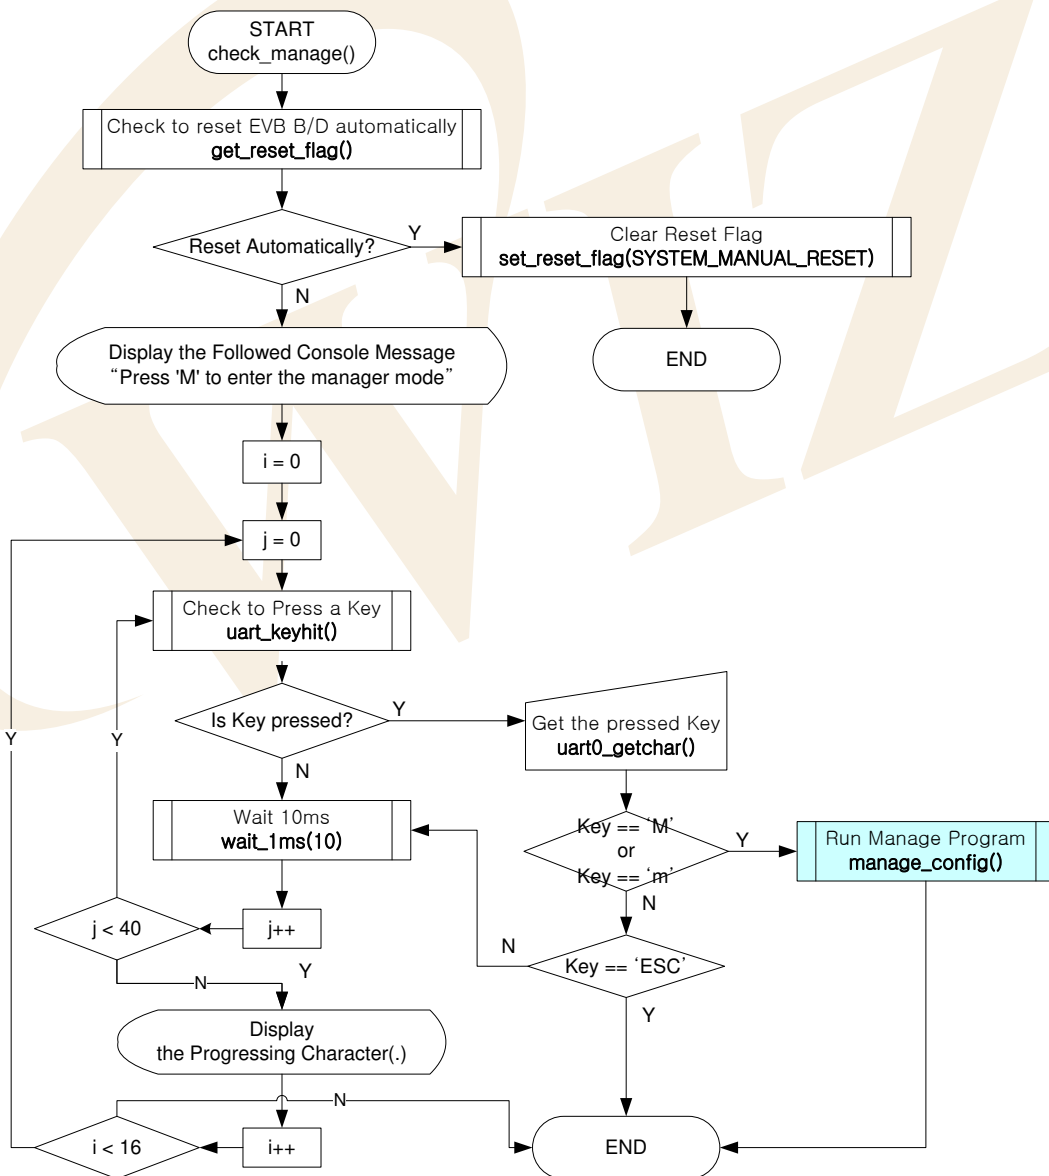 START
check_manage()
Check to reset EVB B/D automatically
get_reset_flag()
Reset Automatically?
Y
Clear Reset Flag
set_reset_flag(SYSTEM_MANUAL_RESET)
N
END
Display the Followed Console Message
“Press 'M' to enter the manager mode”
i = 0
j = 0
Check to Press a Key
uart_keyhit()
Is Key pressed?
Y
Get the pressed Key
uart0_getchar()
Y
Y
N
Wait 10ms
wait_1ms(10)
Key == ‘M’
or
Key == ‘m’
Y
Run Manage Program
manage_config()
N
j < 40
j++
N
Key == ‘ESC’
N
Y
Y
Display
the Progressing Character(.)
N
i < 16
i++
END
WIZ